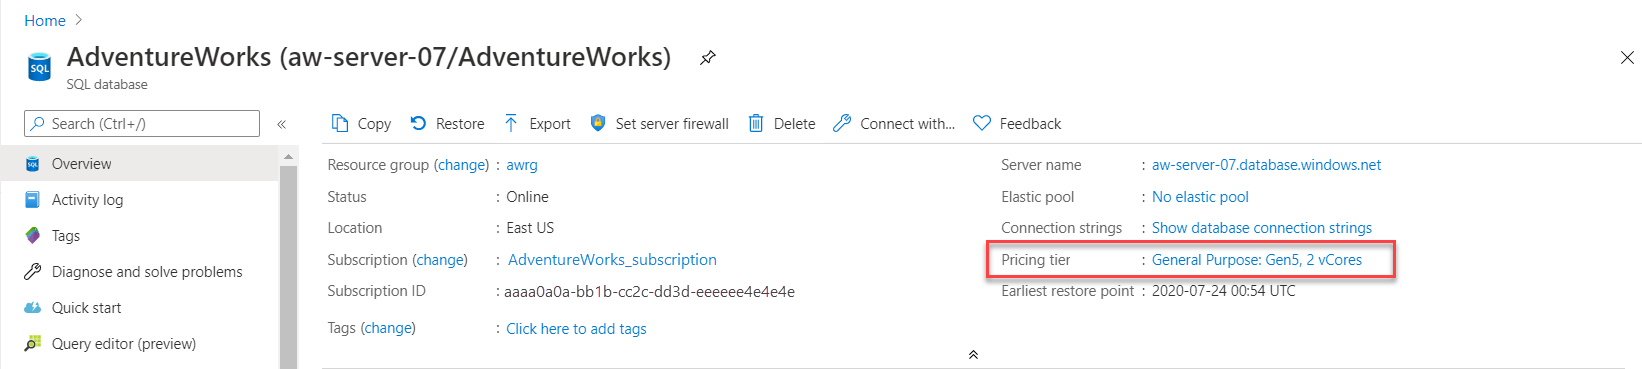 Home >
AdventureWorks (aw-server-07/AdventureWorks)
SQL database
Search (Ctrl+/)
«
Copy Restore Export Set server firewall Delete Connect with... Feedback
Overview
Activity log
Tags
Diagnose and solve problems
Quick start
Query editor (preview)
Resource group (change) : awrg
Status : Online
Location : East US
Subscription (change) : AdventureWorks_subscription
Subscription ID : aaaa0a0a-bb1b-cc2c-dd3d-eeeeee4e4e4e
Tags (change) : Click here to add tags
Server name : aw-server-07.database.windows.net
Elastic pool : No elastic pool
Connection strings : Show database connection strings
Pricing tier : General Purpose: Gen5, 2 vCores
Earliest restore point : 2020-07-24 00:54 UTC
SQL
SQL